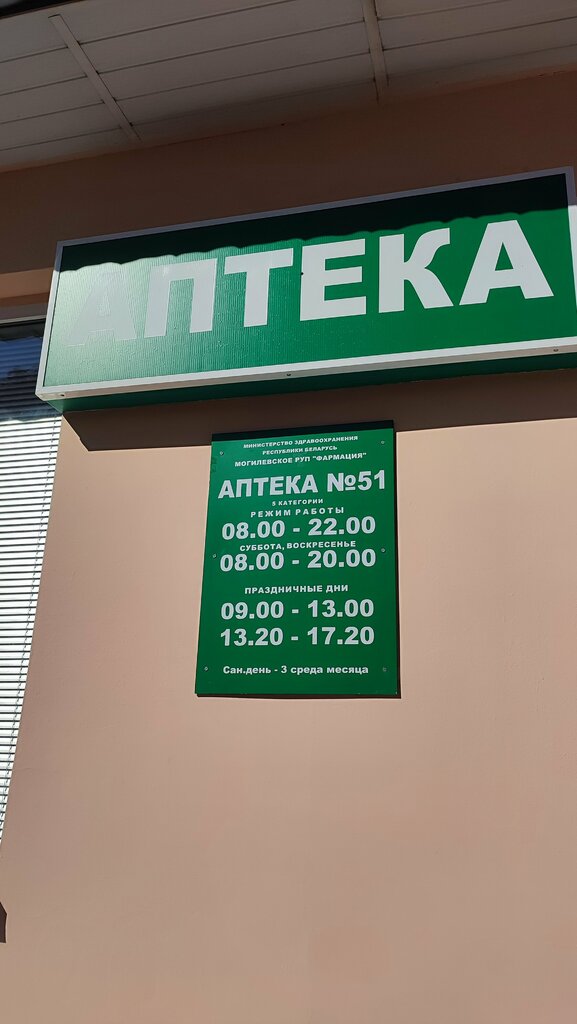 АПТЕКА
МИНИСТЕРСТВО ЗДРАВООХРАНЕНИЯ
РЕСПУБЛИКИ БЕЛАРУСЬ
МОГИЛЕВСКОЕ РУП "ФАРМАЦИЯ"
АПТЕКА №51
5 КАТЕГОРИИ
РЕЖИМ РАБОТЫ
08.00 - 22.00
СУББОТА, ВОСКРЕСЕНЬЕ
08.00 - 20.00
ПРАЗДНИЧНЫЕ ДНИ
09.00 - 13.00
13.20 - 17.20
Сан.день - 3 среда месяца